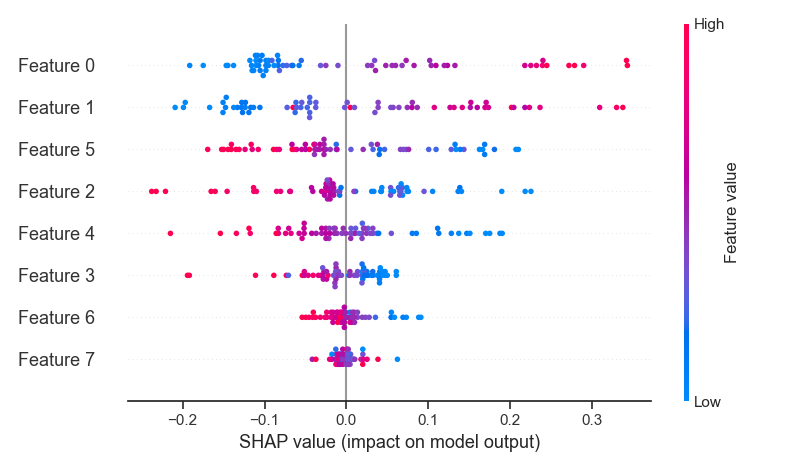 High
Feature 0
Feature 1
Feature 5
Feature 2
Feature 4
Feature 3
Feature 6
Feature 7
Feature value
Low
−0.2 −0.1 0.0 0.1 0.2 0.3
SHAP value (impact on model output)